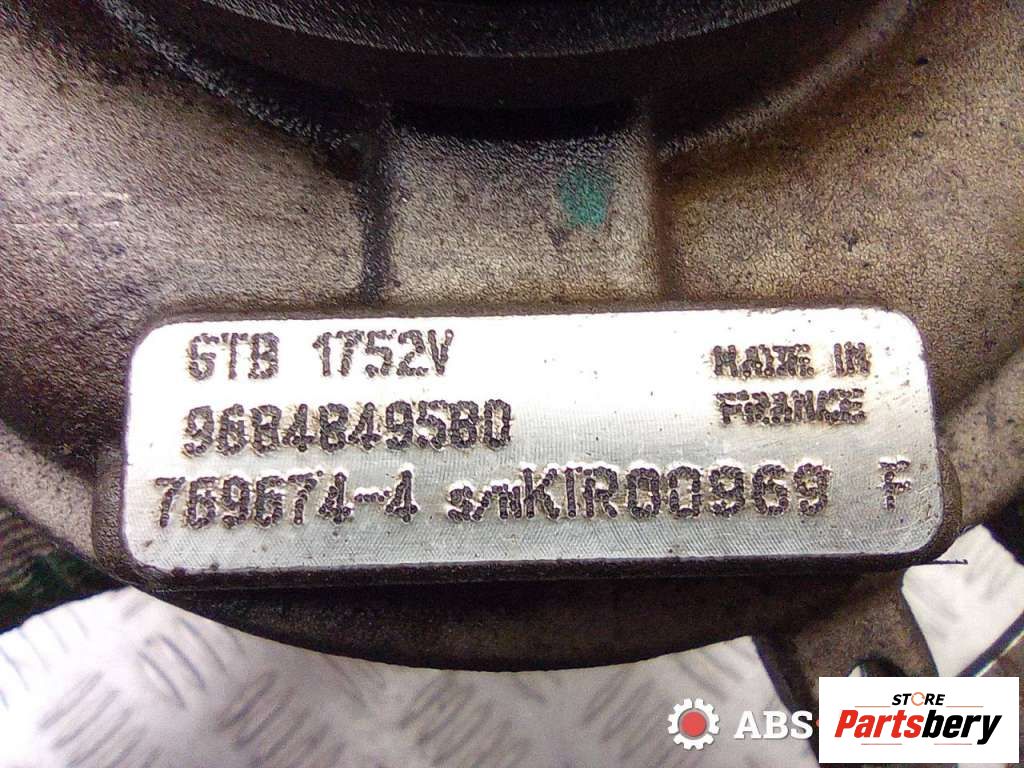 GTB 1752V
MADE IN
FRANCE
9684849580
769674-4 s/nKIR00969 F
ABS
STORE
Partsbery